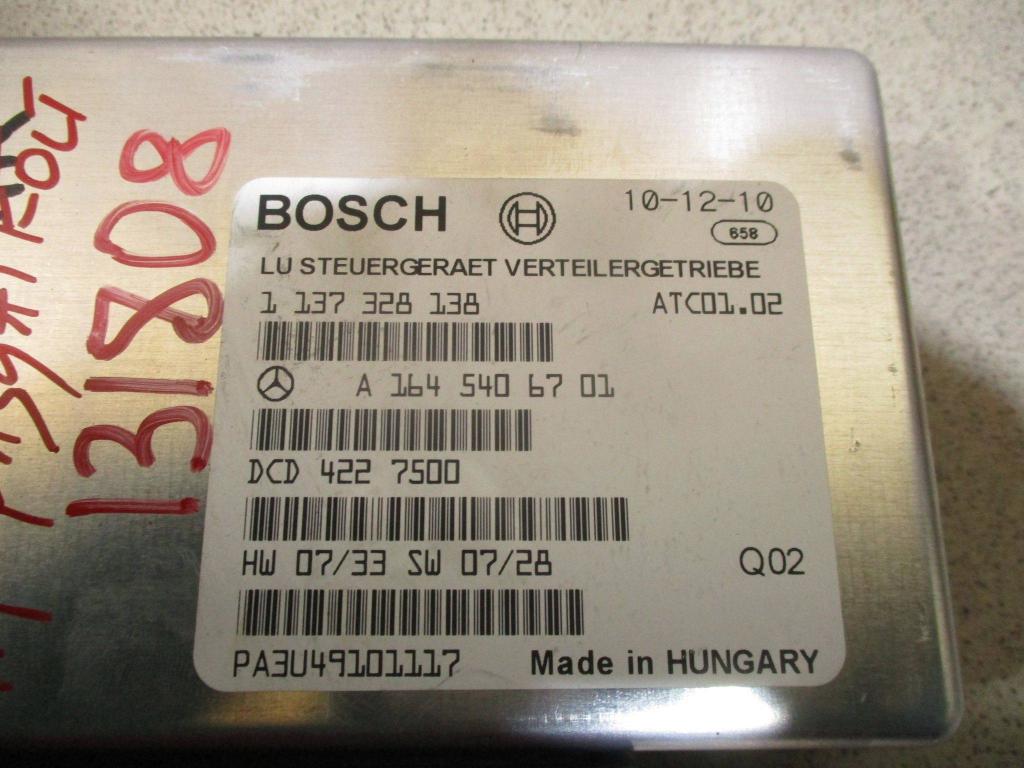 BOSCH
10-12-10
658
LU STEUERGERAET VERTEILERGETRIEBE
1 137 328 138 ATC01.02
A 164 540 67 01
DCD 422 7500
HW 07/33 SW 07/28 Q02
PA3U49101117 Made in HUNGARY
131808